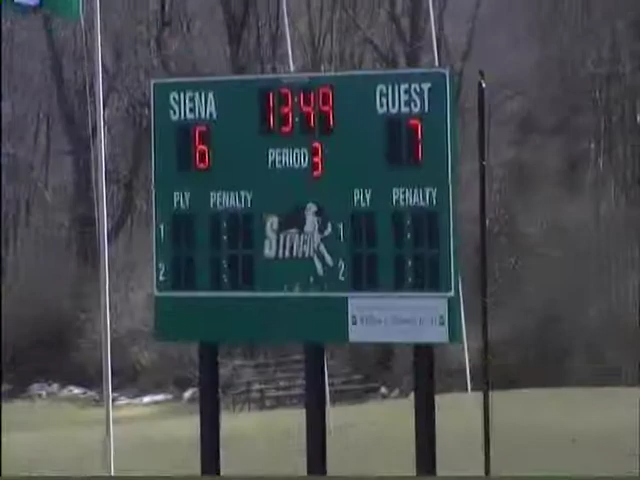 SIENA 13:49 GUEST
6 PERIOD 3 7
PLY PENALTY PLY PENALTY
1 SIENA 1
2 2